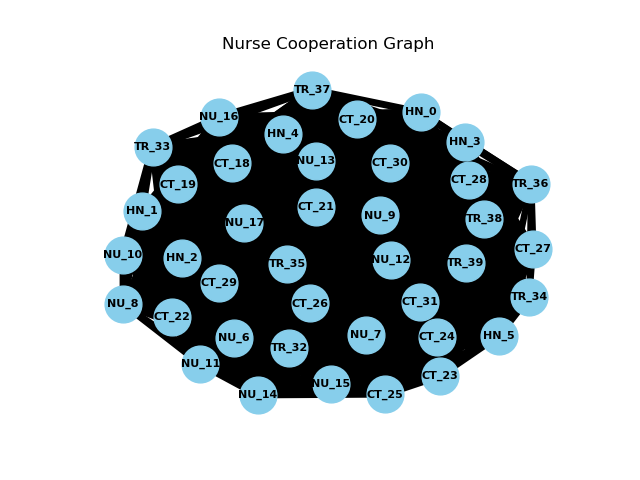 Nurse Cooperation Graph
TR_37
HN_0
NU_16
CT_20
HN_4
HN_3
TR_33
NU_13
CT_18
CT_30
CT_28
CT_19
TR_36
CT_21
HN_1
NU_9
TR_38
NU_17
CT_27
NU_10
HN_2
NU_12
TR_39
TR_35
CT_29
TR_34
NU_8
CT_26
CT_31
CT_22
NU_7
HN_5
NU_6
CT_24
TR_32
NU_11
CT_23
NU_15
NU_14
CT_25